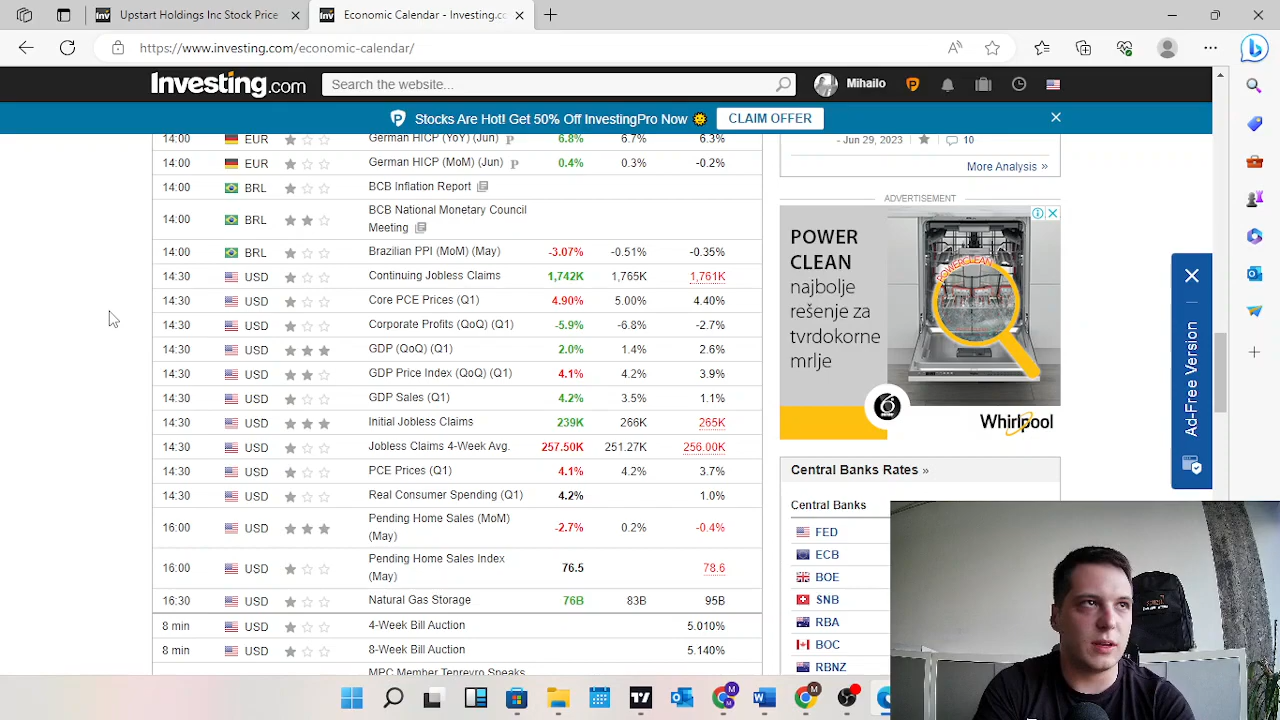 Upstart Holdings Inc Stock Price
Economic Calendar - Investing.cc
https://www.investing.com/economic-calendar/
Investing.com
Search the website...
Mihailo
Stocks Are Hot! Get 50% Off InvestingPro Now
CLAIM OFFER
14:00 EUR German HICP (YoY) (Jun) P 6.8% 6.7% 6.3%
14:00 EUR German HICP (MoM) (Jun) P 0.4% 0.3% -0.2%
14:00 BRL BCB Inflation Report
14:00 BRL BCB National Monetary Council
Meeting
14:00 BRL Brazilian PPI (MoM) (May) -3.07% -0.51% -0.35%
14:30 USD Continuing Jobless Claims 1,742K 1,765K 1,761K
14:30 USD Core PCE Prices (Q1) 4.90% 5.00% 4.40%
14:30 USD Corporate Profits (QoQ) (Q1) -5.9% -6.8% -2.7%
14:30 USD GDP (QoQ) (Q1) 2.0% 1.4% 2.6%
14:30 USD GDP Price Index (QoQ) (Q1) 4.1% 4.2% 3.9%
14:30 USD GDP Sales (Q1) 4.2% 3.5% 1.1%
14:30 USD Initial Jobless Claims 239K 266K 265K
14:30 USD Jobless Claims 4-Week Avg. 257.50K 251.27K 256.00K
14:30 USD PCE Prices (Q1) 4.1% 4.2% 3.7%
14:30 USD Real Consumer Spending (Q1) 4.2% 1.0%
16:00 USD Pending Home Sales (MoM)
(May) -2.7% 0.2% -0.4%
16:00 USD Pending Home Sales Index
(May) 76.5 78.6
16:30 USD Natural Gas Storage 76B 83B 95B
8 min USD 4-Week Bill Auction 5.010%
8 min USD 8-Week Bill Auction 5.140%
MPC Member Tenreyro Speaks
- Jun 29, 2023 10
More Analysis »
ADVERTISEMENT
POWER
CLEAN
najbolje
rešenje za
tvrdokorne
mrlje
POWERCLEAN
6
Whirlpool
Ad-Free Version
Central Banks Rates »
Central Banks
FED
ECB
BOE
SNB
RBA
BOC
RBNZ